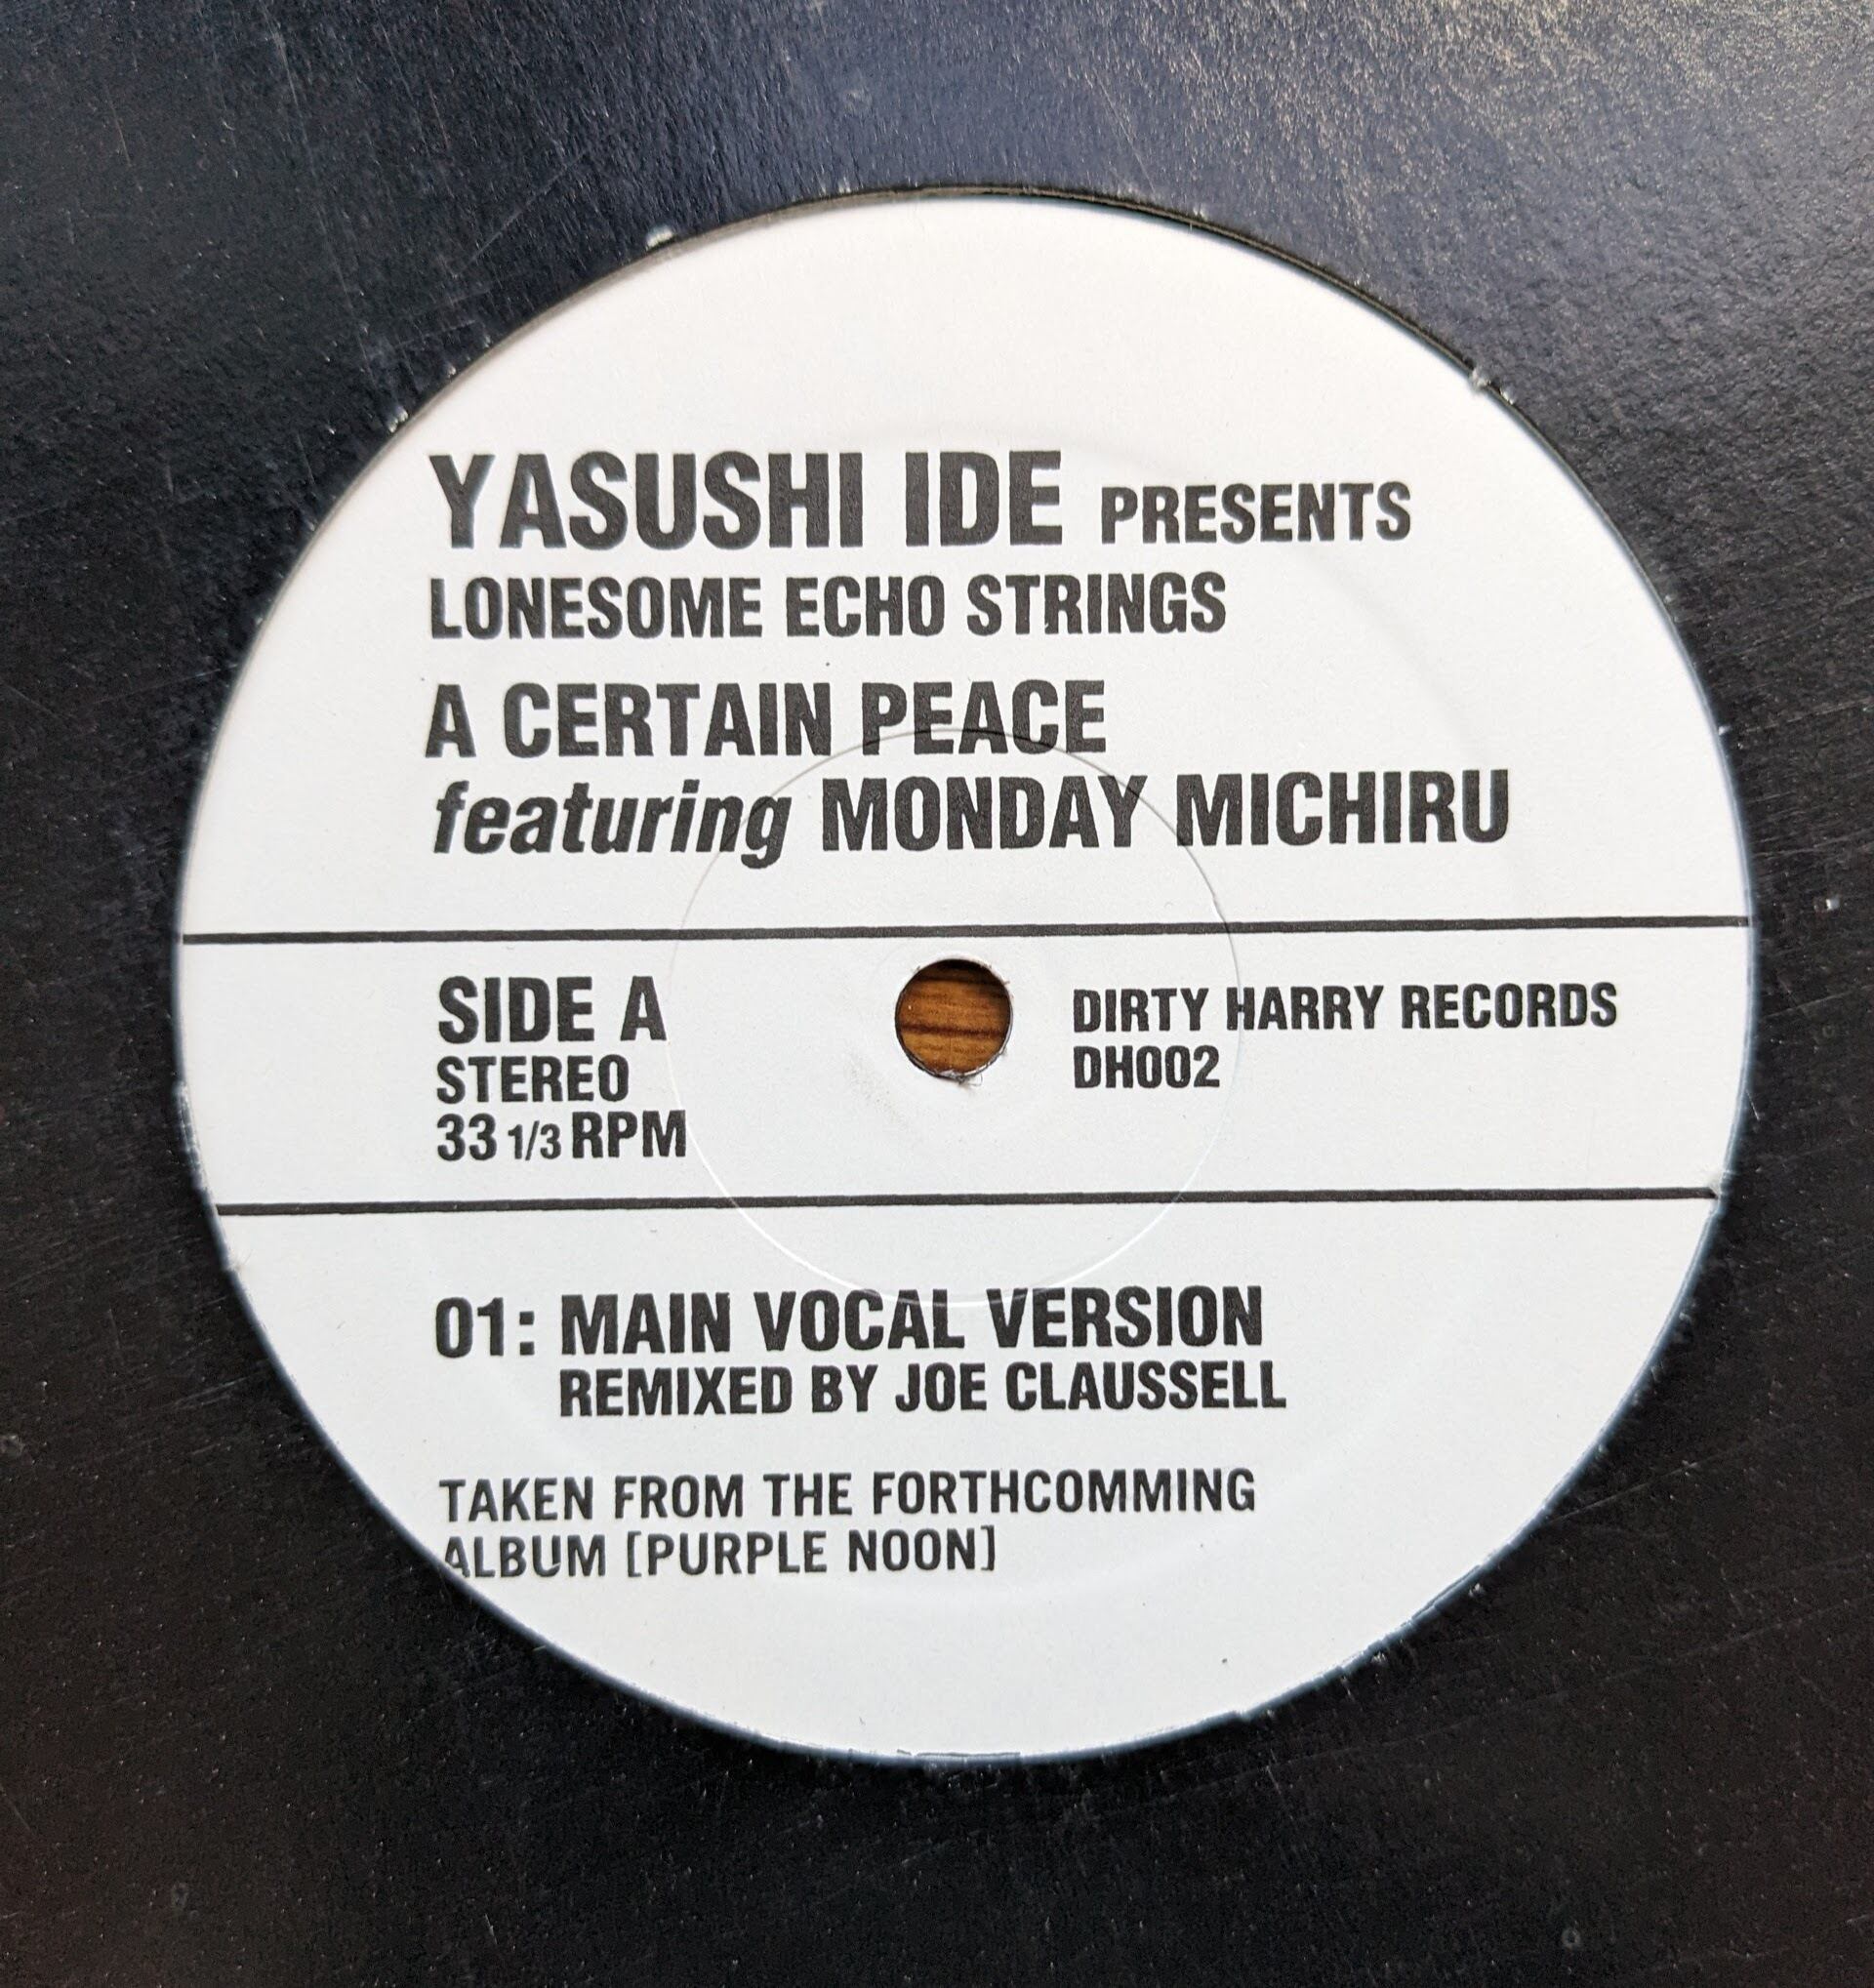 YASUSHI IDE PRESENTS
LONESOME ECHO STRINGS
A CERTAIN PEACE
featuring MONDAY MICHIRU
SIDE A
STEREO
33 1/3 RPM
DIRTY HARRY RECORDS
DH002
01: MAIN VOCAL VERSION
REMIXED BY JOE CLAUSSELL
TAKEN FROM THE FORTHCOMMING
ALBUM [PURPLE NOON]